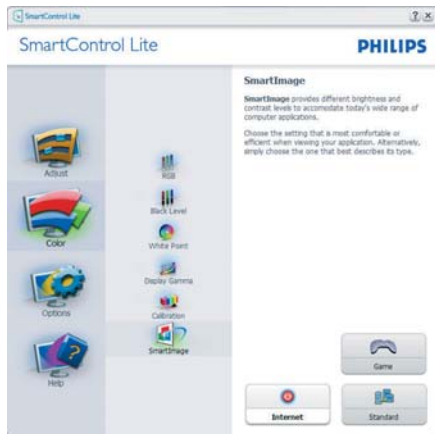 SmartControl Lite
SmartControl Lite
PHILIPS
Adjust
Color
Options
Help
RGB
Black Level
White Point
Display Gamma
Calibration
SmartImage
SmartImage
SmartImage provides different brightness and
contrast levels to accomodate today's wide range of
computer applications.
Choose the setting that is most comfortable or
efficient when viewing your application. Alternatively,
simply choose the one that best describes its type.
Game
Internet
Standard